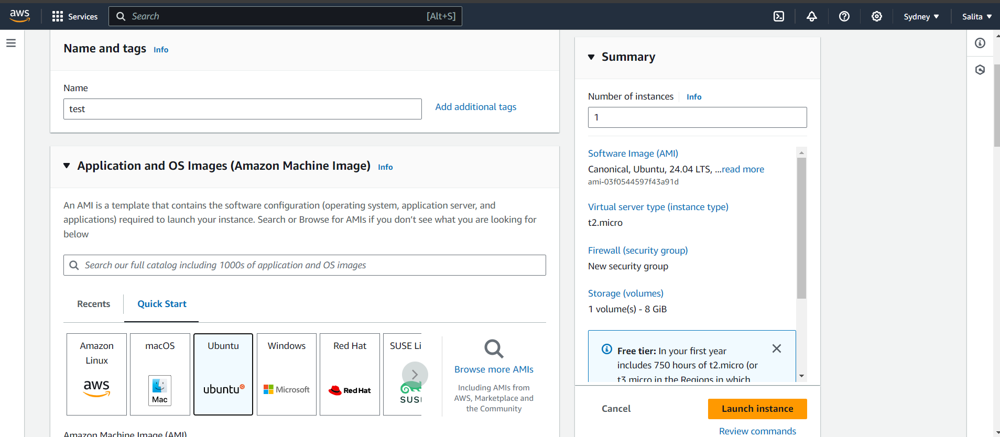 aws
Services
Search
[Alt+S]
Sydney
Salita
Name and tags Info
Name
test
Add additional tags
Application and OS Images (Amazon Machine Image) Info
An AMI is a template that contains the software configuration (operating system, application server, and
applications) required to launch your instance. Search or Browse for AMIs if you don’t see what you are looking for
below
Search our full catalog including 1000s of application and OS images
Recents
Quick Start
Amazon
Linux
aws
macOS
Mac
Ubuntu
ubuntu
Windows
Microsoft
Red Hat
Red Hat
SUSE Li
SUS
Browse more AMIs
Including AMIs from
AWS, Marketplace and
the Community
Amazon Machine Image (AMI)
Summary
Number of instances Info
1
Software Image (AMI)
Canonical, Ubuntu, 24.04 LTS, ...read more
ami-03f0544597f43a91d
Virtual server type (instance type)
t2.micro
Firewall (security group)
New security group
Storage (volumes)
1 volume(s) - 8 GiB
Free tier: In your first year
includes 750 hours of t2.micro (or
t3.micro in the Regions in which
Cancel
Launch instance
Review commands